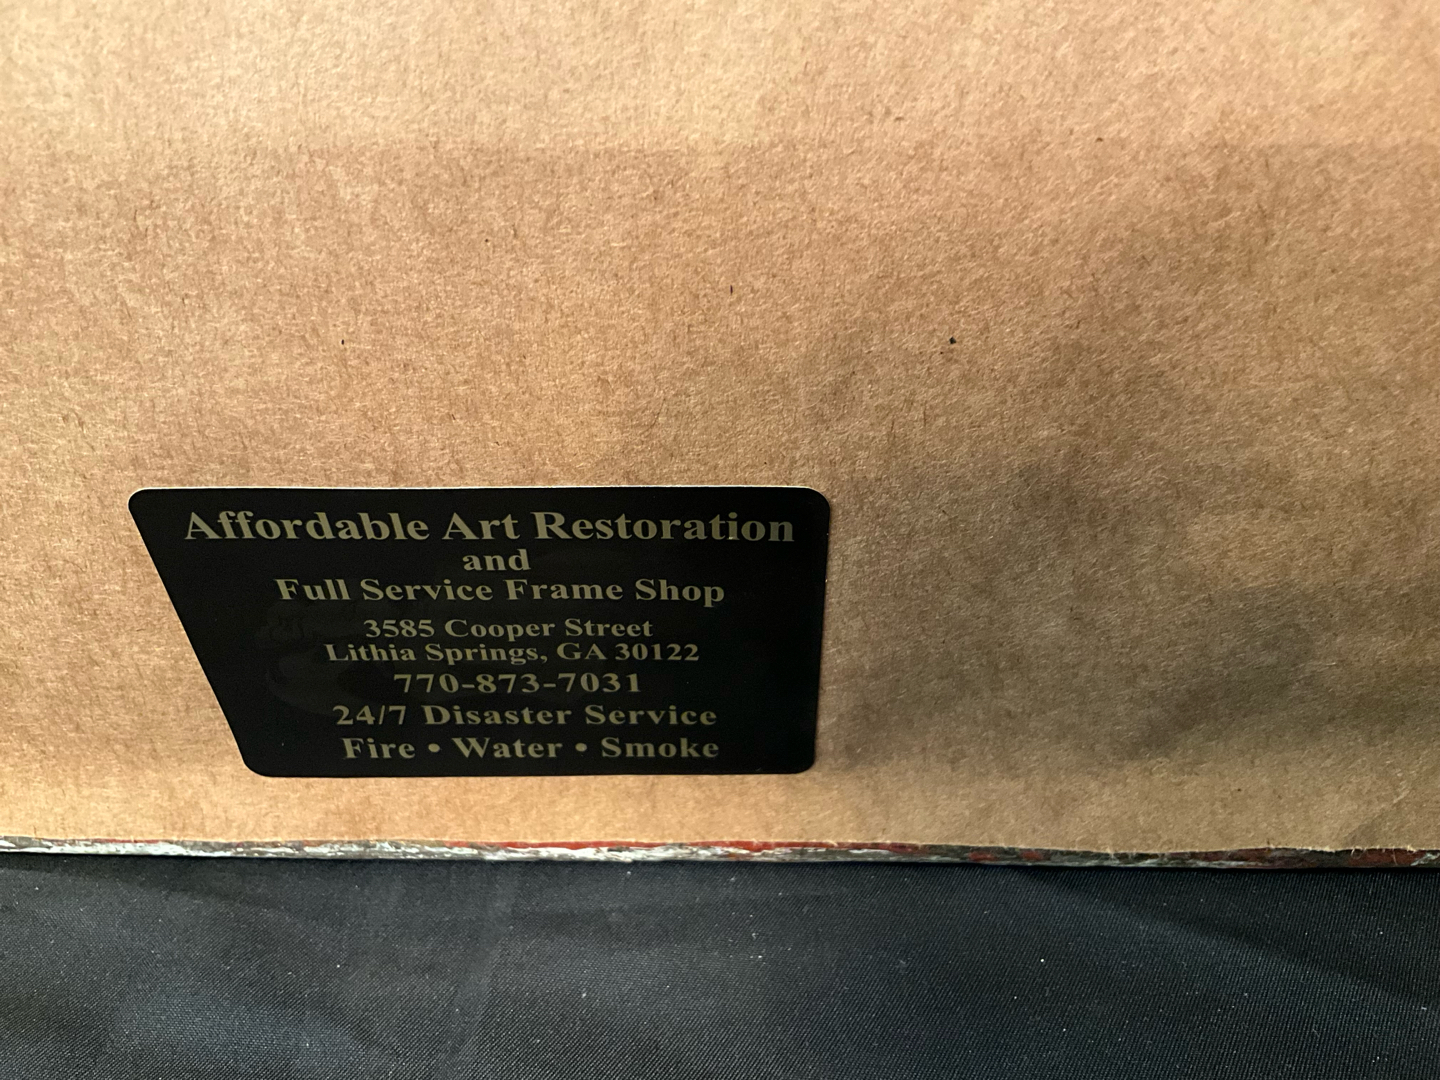 Affordable Art Restoration
and
Full Service Frame Shop
3585 Cooper Street
Lithia Springs, GA 30122
770-873-7031
24/7 Disaster Service
Fire • Water • Smoke